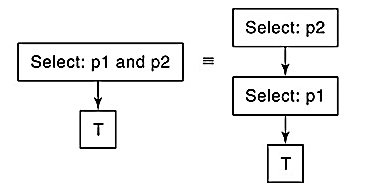 Select: p1 and p2
T
≡
Select: p2
Select: p1
T